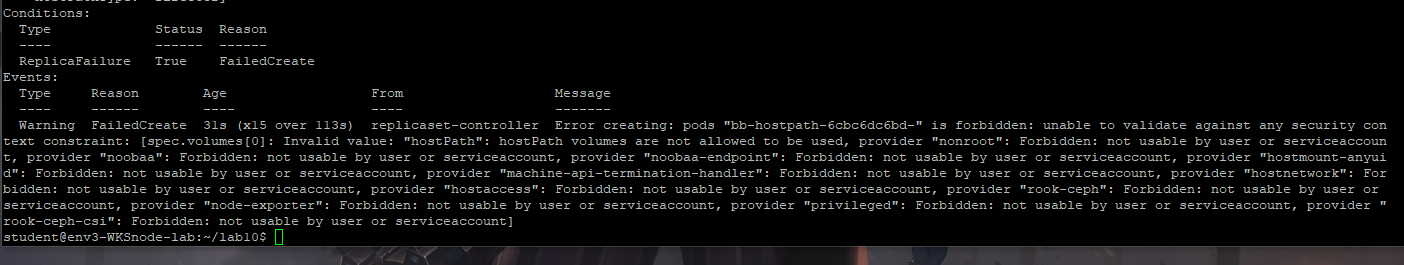 Conditions:
Type Status Reason
---- ------ ------
ReplicaFailure True FailedCreate
Events:
Type Reason Age From Message
---- ------ ---- ---- -------
Warning FailedCreate 31s (x15 over 113s) replicaset-controller Error creating: pods "bb-hostpath-6cbc6dc6bd-" is forbidden: unable to validate against any security con
text constraint: [spec.volumes[0]: Invalid value: "hostPath": hostPath volumes are not allowed to be used, provider "nonroot": Forbidden: not usable by user or serviceaccoun
t, provider "noobaa": Forbidden: not usable by user or serviceaccount, provider "noobaa-endpoint": Forbidden: not usable by user or serviceaccount, provider "hostmount-anyui
d": Forbidden: not usable by user or serviceaccount, provider "machine-api-termination-handler": Forbidden: not usable by user or serviceaccount, provider "hostnetwork": For
bidden: not usable by user or serviceaccount, provider "hostaccess": Forbidden: not usable by user or serviceaccount, provider "rook-ceph": Forbidden: not usable by user or
serviceaccount, provider "node-exporter": Forbidden: not usable by user or serviceaccount, provider "privileged": Forbidden: not usable by user or serviceaccount, provider "
rook-ceph-csi": Forbidden: not usable by user or serviceaccount]
student@env3-WKSnode-lab:~/lab10$